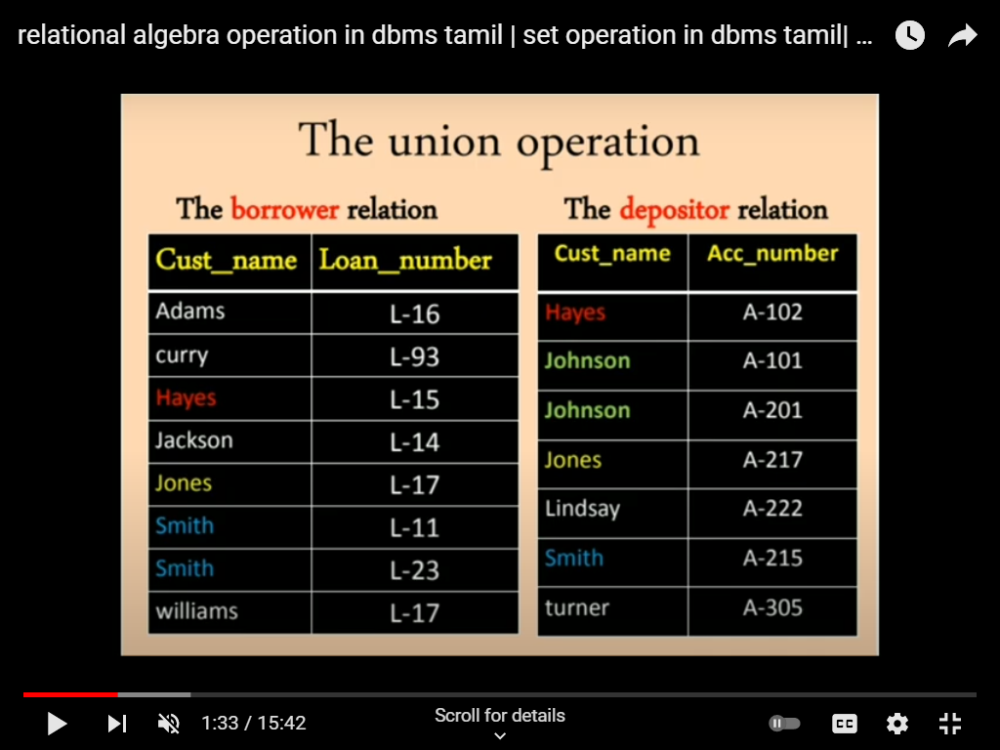 relational algebra operation in dbms tamil | set operation in dbms tamil| ...
The union operation
The borrower relation
Cust_name Loan_number
Adams L-16
curry L-93
Hayes L-15
Jackson L-14
Jones L-17
Smith L-11
Smith L-23
williams L-17
The depositor relation
Cust_name Acc_number
Hayes A-102
Johnson A-101
Johnson A-201
Jones A-217
Lindsay A-222
Smith A-215
turner A-305
1:33 / 15:42
Scroll for details
CC